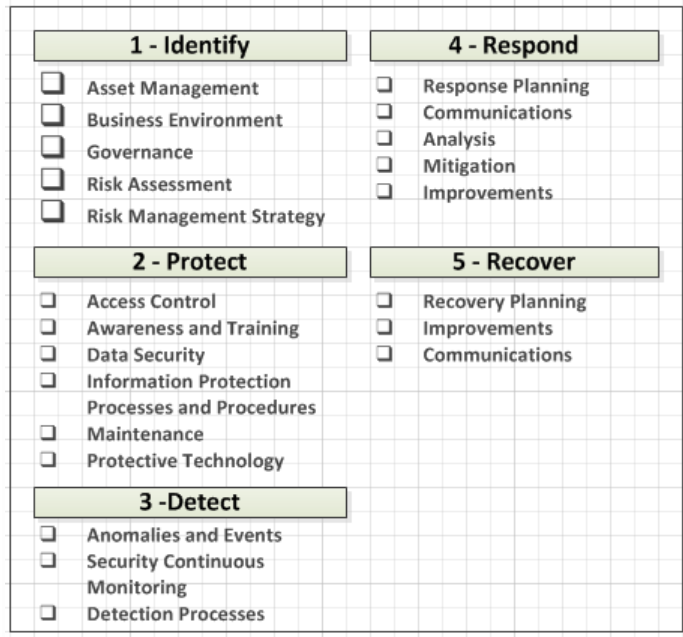 1 - Identify
Asset Management
Business Environment
Governance
Risk Assessment
Risk Management Strategy
2 - Protect
Access Control
Awareness and Training
Data Security
Information Protection
Processes and Procedures
Maintenance
Protective Technology
3 -Detect
Anomalies and Events
Security Continuous
Monitoring
Detection Processes
4 - Respond
Response Planning
Communications
Analysis
Mitigation
Improvements
5 - Recover
Recovery Planning
Improvements
Communications